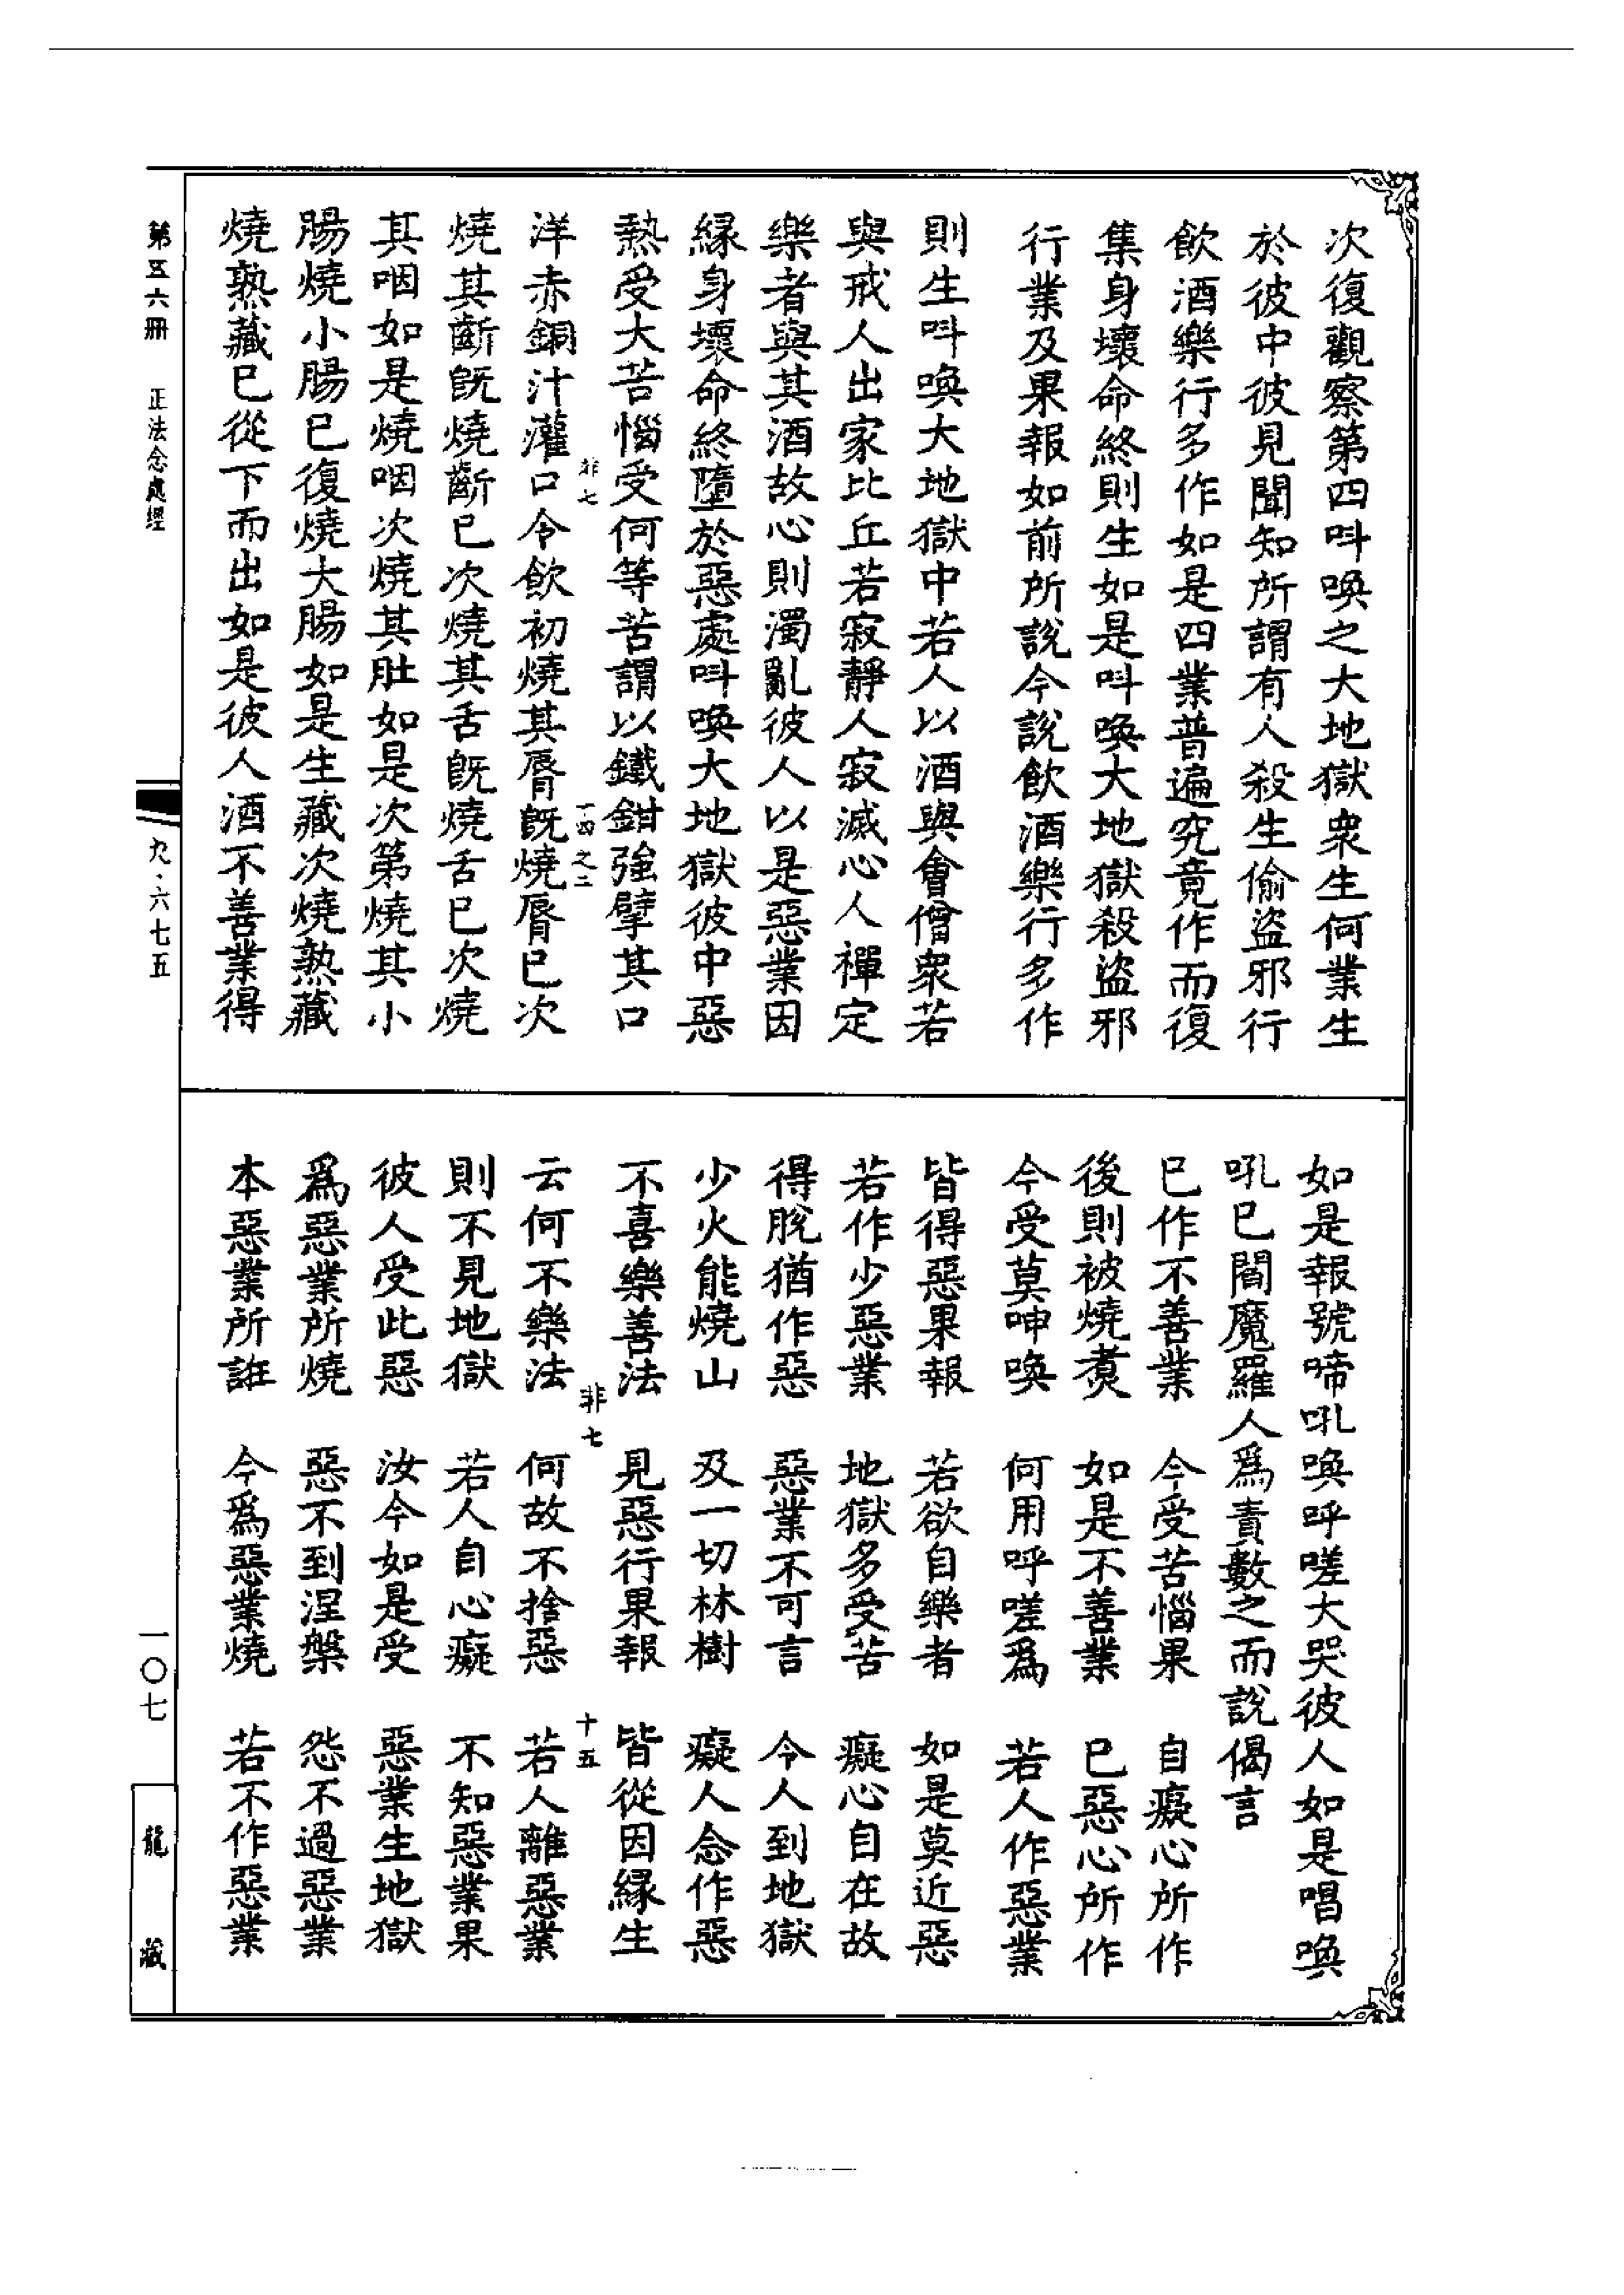 次復觀察第四呌喚之大地獄衆生何業生
於彼中彼見聞知所謂有人殺生偷盜邪行
飲酒樂行多作如是四業普遍究竟作而復
集身壞命終則生如是呌喚大地獄殺盜邪
行業及果報如前所說今說飲酒樂行多作
則生呌喚大地獄中若人以酒與會僧衆若
與戒人出家比丘若寂靜人寂滅心人禪定
樂者與其酒故心則濁亂彼人以是惡業因
緣身壞命終墮於惡處呌喚大地獄彼中惡
熱受大苦惱受何等苦謂以鐵鉗強擘其口
非七
十四之二
洋赤銅汁灌口令飲初燒其脣旣燒脣已次
燒其齗旣燒齗已次燒其舌旣燒舌已次燒
其咽如是燒咽次燒其肚如是次第燒其小
腸燒小腸已復燒大腸如是生藏次燒熟藏
燒熟藏已從下而出如是彼人酒不善業得
如是報號啼吼喚呼嗟大哭彼人如是唱喚
吼已閻魔羅人爲責數之而說偈言
已作不善業 今受苦惱果 自癡心所作
後則被燒煑 如是不善業 已惡心所作
今受莫呻喚 何用呼嗟爲 若人作惡業
皆得惡果報 若欲自樂者 如是莫近惡
若作少惡業 地獄多受苦 癡心自在故
得脫猶作惡 惡業不可言 令人到地獄
少火能燒山 及一切林樹 癡人念作惡
不喜樂善法 見惡行果報 皆從因緣生
非七
十五
云何不樂法 何故不捨惡 若人離惡業
則不見地獄 若人自心癡 不知惡業果
彼人受此惡 汝今如是受 惡業生地獄
爲惡業所燒 惡不到涅槃 怨不過惡業
本惡業所誑 今爲惡業燒 若不作惡業
第五六冊 正法念處經
九·六七五
一〇七
龍藏